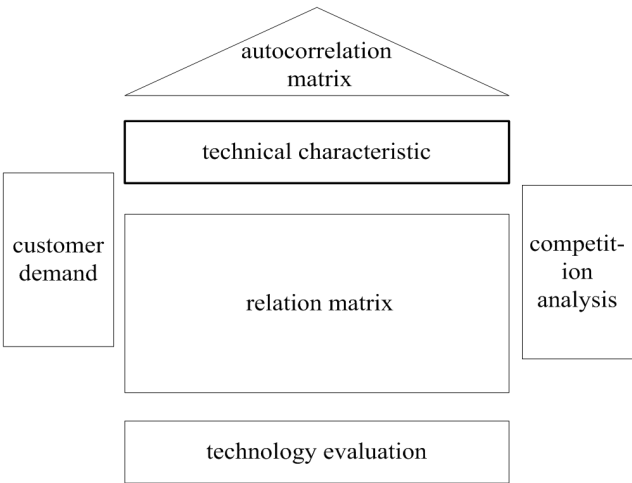 autocorrelation
matrix
technical characteristic
customer
demand
relation matrix
competit-
ion
analysis
technology evaluation